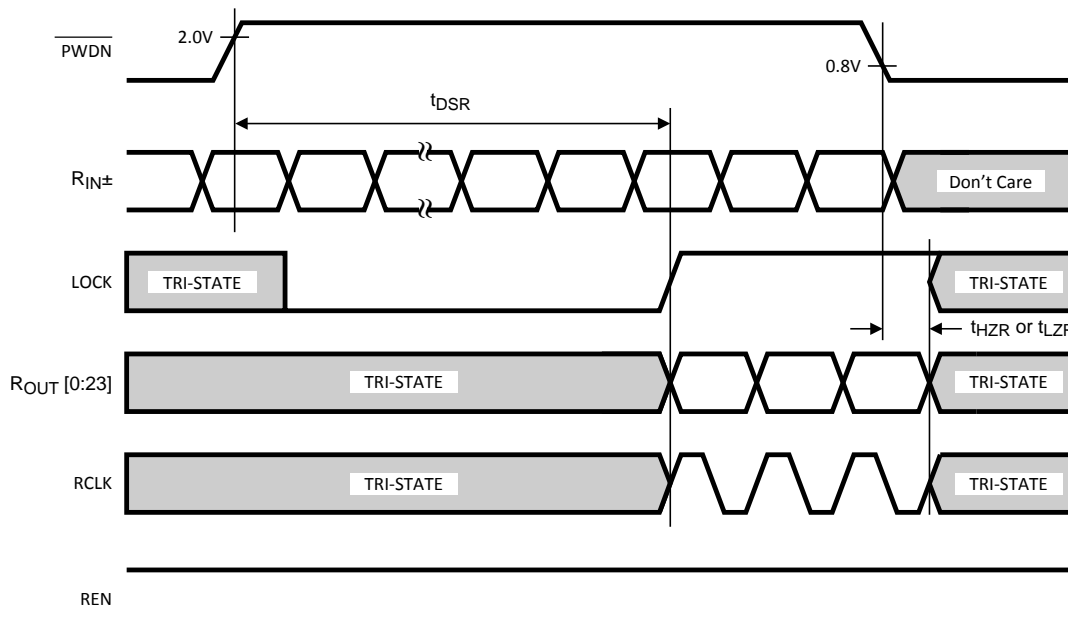 PWDN
2.0V
0.8V
tDSR
RIN±
Don't Care
LOCK
TRI-STATE
TRI-STATE
tHZR or tLZR
ROUT [0:23]
TRI-STATE
TRI-STATE
RCLK
TRI-STATE
TRI-STATE
REN